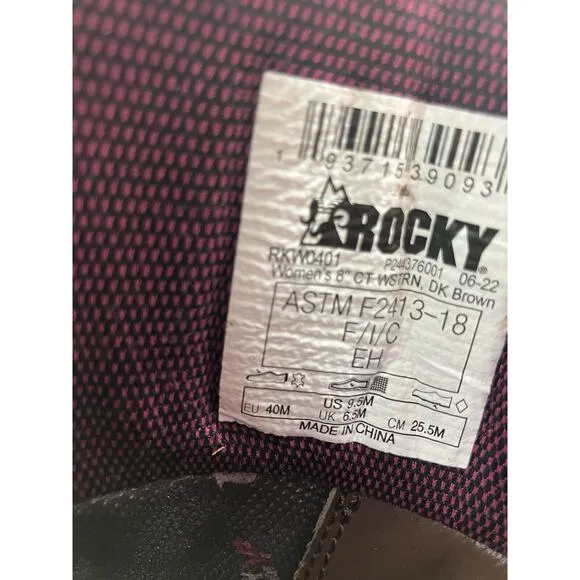 1 93715 39093
ROCKY®
RKW0401 P244376001 06-22
Women's 8" CT WSTRN, DK Brown
ASTM F2413-18
F/I/C
EH
EU 40M US 9.5M UK 6.5M CM 25.5M
MADE IN CHINA